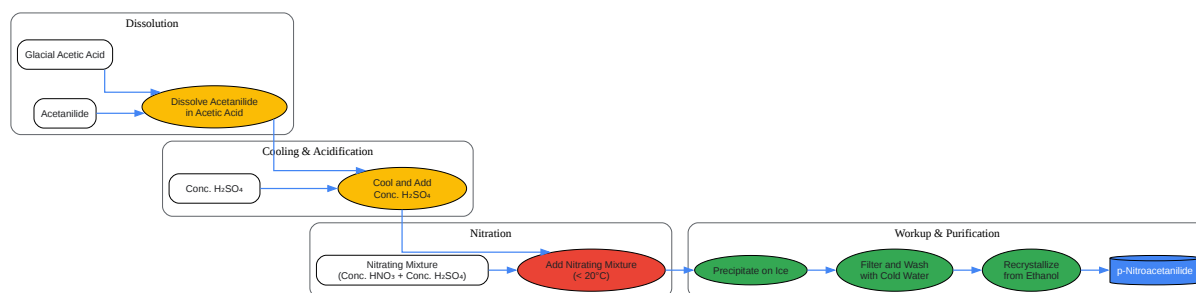 Dissolution
Glacial Acetic Acid
Acetanilide
Dissolve Acetanilide
in Acetic Acid
Cooling & Acidification
Conc. H₂SO₄
Cool and Add
Conc. H₂SO₄
Nitration
Nitrating Mixture
(Conc. HNO₃ + Conc. H₂SO₄)
Add Nitrating Mixture
(< 20°C)
Workup & Purification
Precipitate on Ice
Filter and Wash
with Cold Water
Recrystallize
from Ethanol
p-Nitroacetanilide